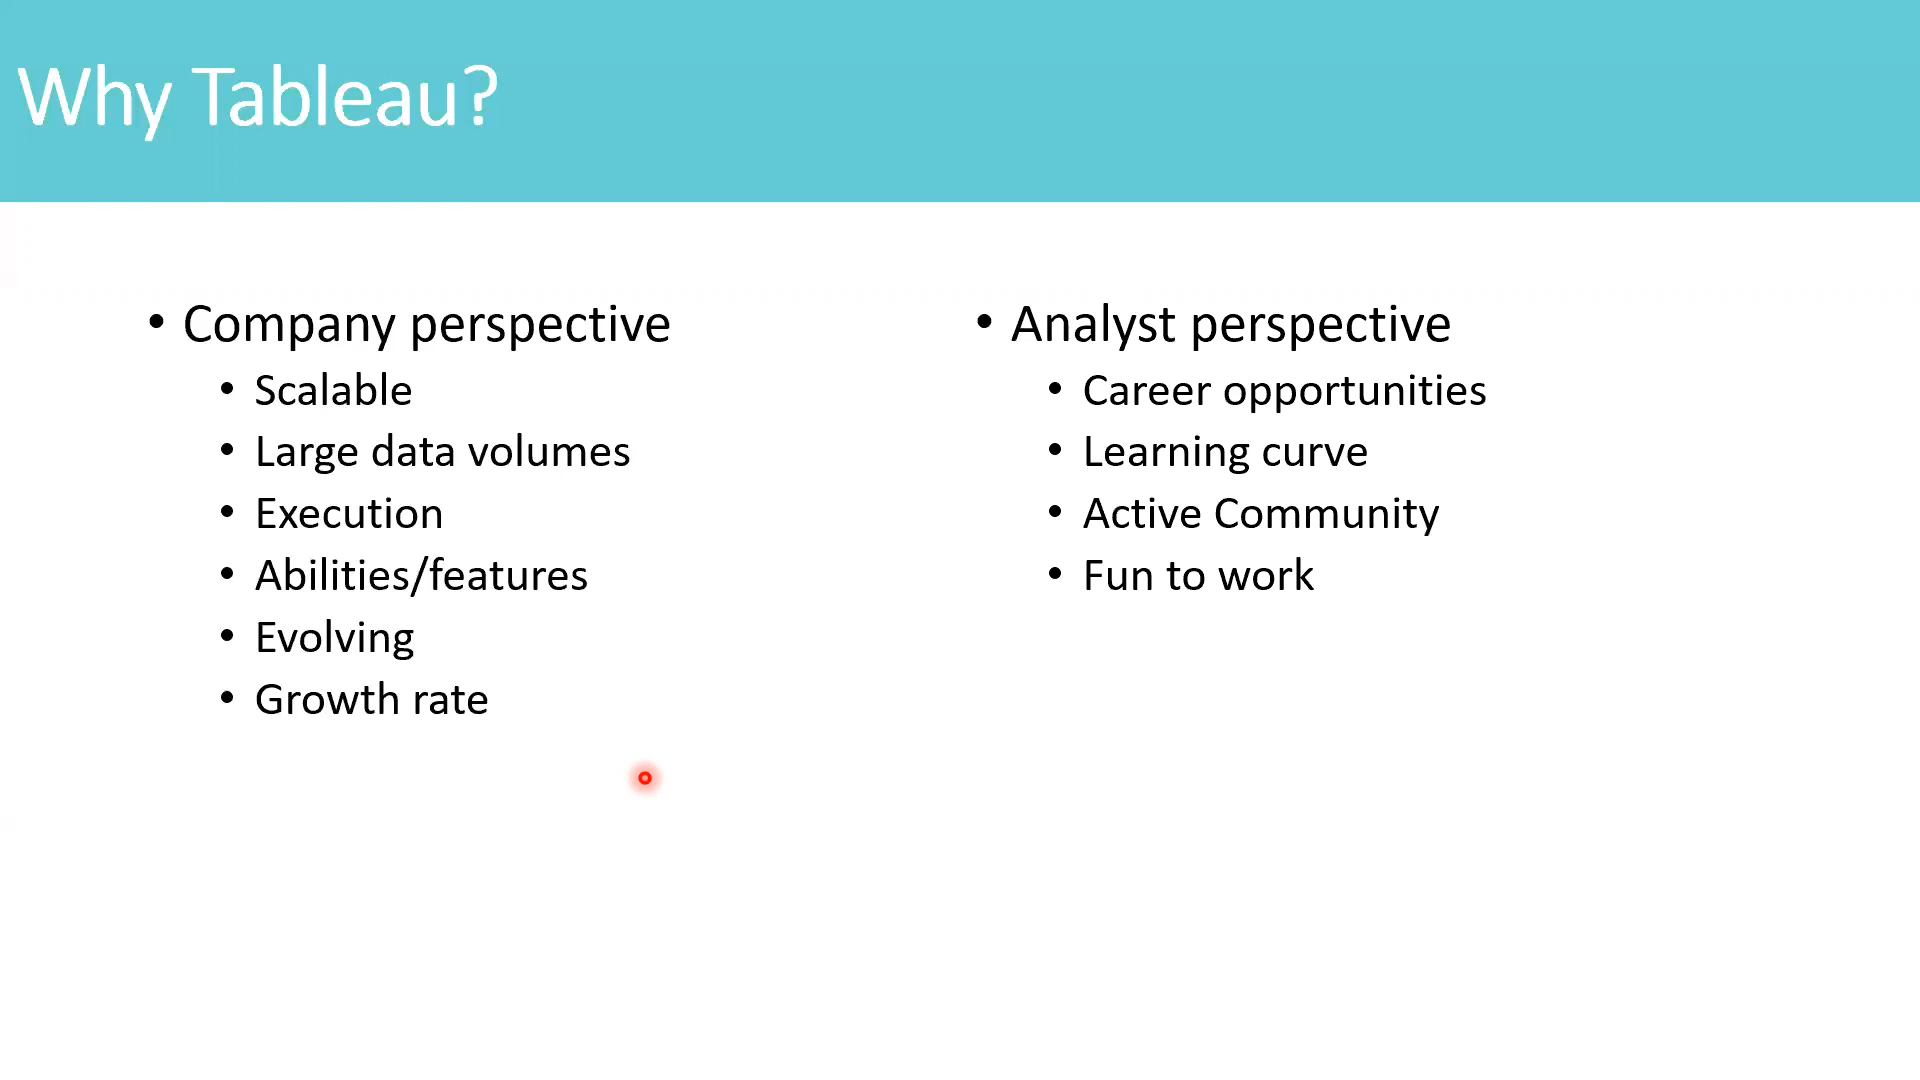 Why Tableau?
• Company perspective
• Scalable
• Large data volumes
• Execution
• Abilities/features
• Evolving
• Growth rate
• Analyst perspective
• Career opportunities
• Learning curve
• Active Community
• Fun to work